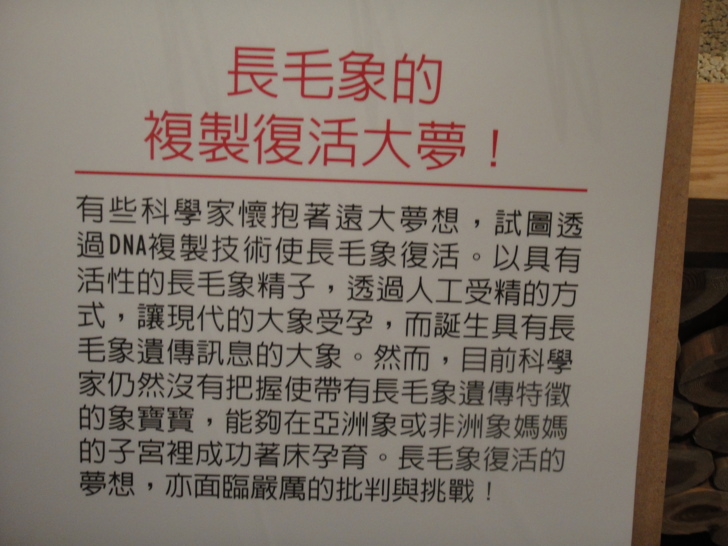 長毛象的
複製復活大夢！
有些科學家懷抱著遠大夢想，試圖透
過DNA複製技術使長毛象復活。以具有
活性的長毛象精子，透過人工受精的方
式，讓現代的大象受孕，而誕生具有長
毛象遺傳訊息的大象。然而，目前科學
家仍然沒有把握使帶有長毛象遺傳特徵
的象寶寶，能夠在亞洲象或非洲象媽媽
的子宮裡成功著床孕育。長毛象復活的
夢想，亦面臨嚴厲的批判與挑戰！